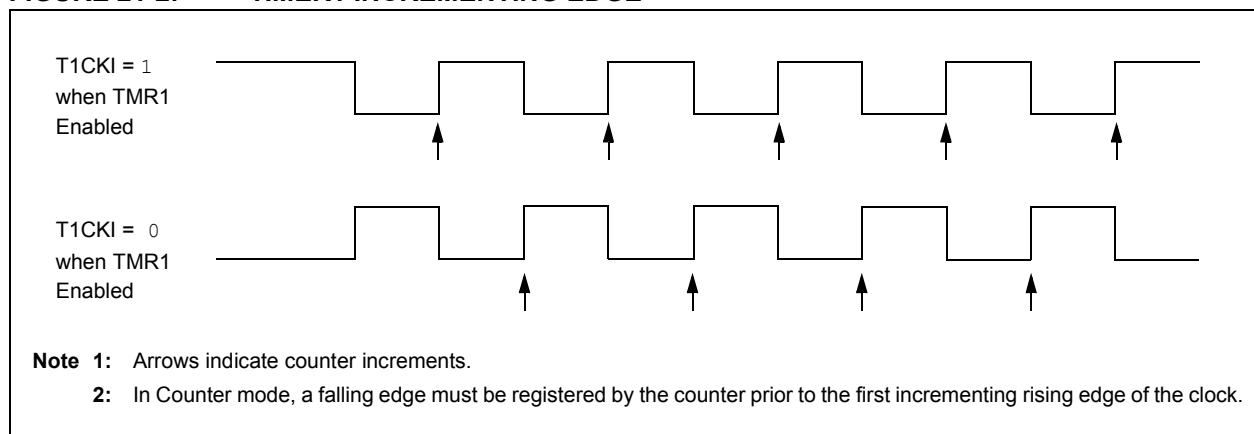 FIGURE 21-2: TIMER1 INCREMENTING EDGE
T1CKI = 1
when TMR1
Enabled
T1CKI = 0
when TMR1
Enabled
Note 1: Arrows indicate counter increments.
2: In Counter mode, a falling edge must be registered by the counter prior to the first incrementing rising edge of the clock.